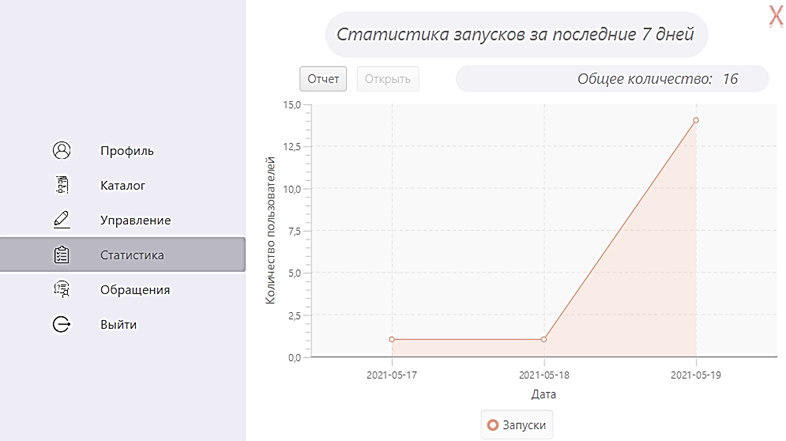 X
Статистика запусков за последние 7 дней
Отчет
Открыть
Общее количество: 16
Профиль
Каталог
Управление
Статистика
Обращения
Выйти
Количество пользователей
15,0
12,5
10,0
7,5
5,0
2,5
0,0
2021-05-17
2021-05-18
2021-05-19
Дата
Запуски